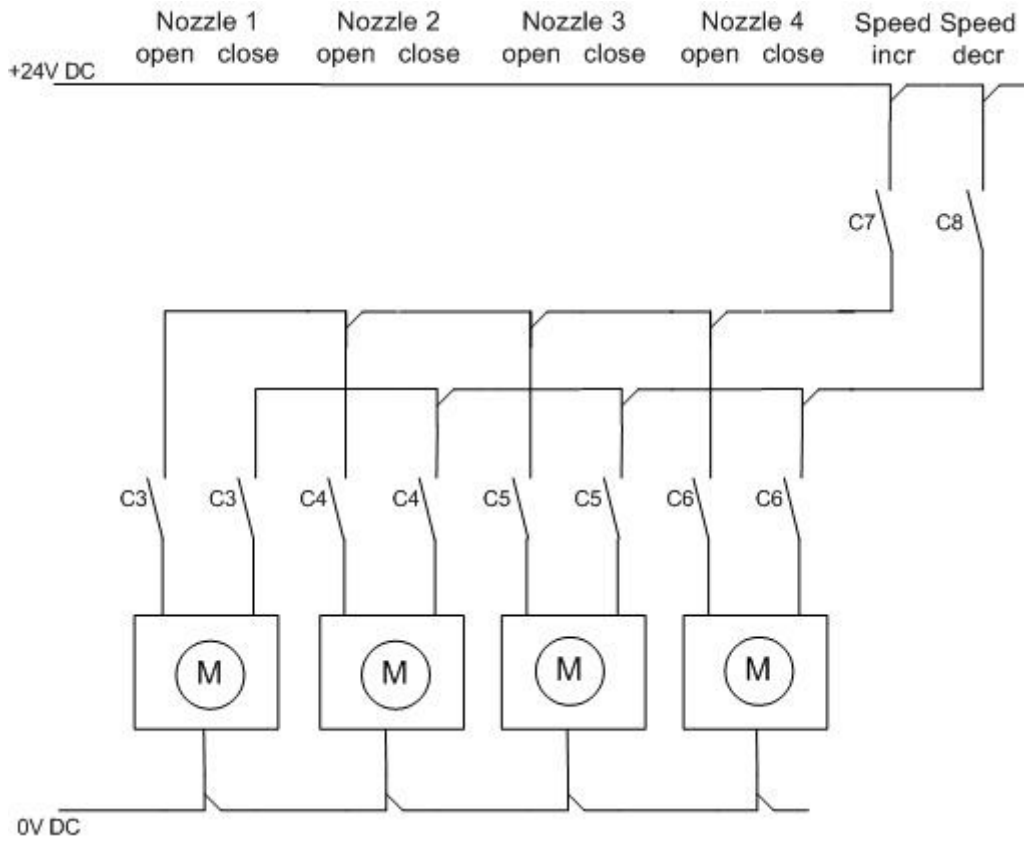 Nozzle 1 Nozzle 2 Nozzle 3 Nozzle 4 Speed Speed
open close open close open close open close incr decr
+24V DC
C7 C8
C3 C3 C4 C4 C5 C5 C6 C6
M M M M
0V DC